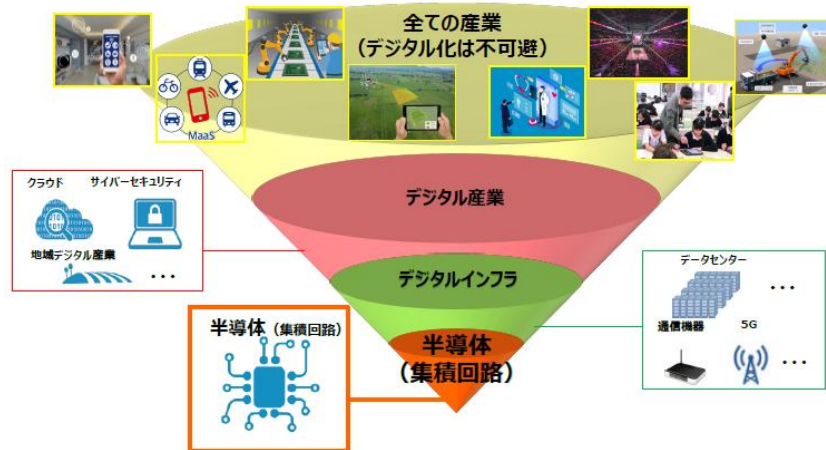 全ての産業
(デジタル化は不可避)
MaaS
デジタル産業
クラウド
サイバーセキュリティ
地域デジタル産業
・・・
デジタルインフラ
データセンター
・・・
通信機器
5G
・・・
半導体(集積回路)
半導体
(集積回路)